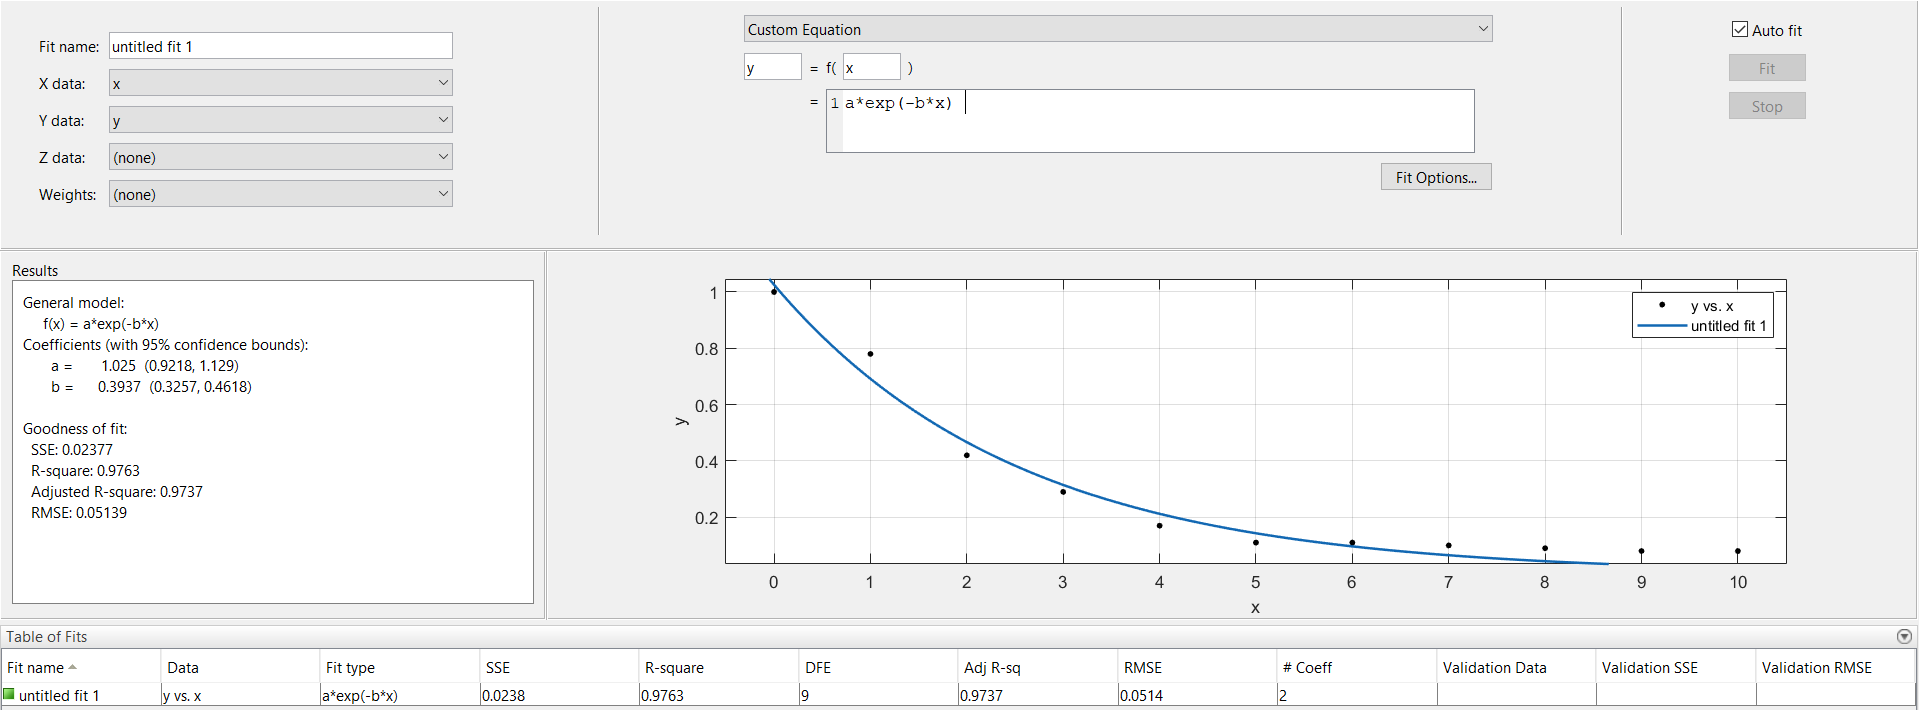 Fit name: untitled fit 1
X data: x
Y data: y
Z data: (none)
Weights: (none)
Custom Equation
y = f( x )
= 1 a*exp(-b*x)
Fit Options...
Auto fit
Fit
Stop
Results
General model:
f(x) = a*exp(-b*x)
Coefficients (with 95% confidence bounds):
a = 1.025 (0.9218, 1.129)
b = 0.3937 (0.3257, 0.4618)
Goodness of fit:
SSE: 0.02377
R-square: 0.9763
Adjusted R-square: 0.9737
RMSE: 0.05139
y vs. x
untitled fit 1
1
0.8
0.6
0.4
0.2
y
0 1 2 3 4 5 6 7 8 9 10
x
Table of Fits
Fit name Data Fit type SSE R-square DFE Adj R-sq RMSE # Coeff Validation Data Validation SSE Validation RMSE
untitled fit 1 y vs. x a*exp(-b*x) 0.0238 0.9763 9 0.9737 0.0514 2